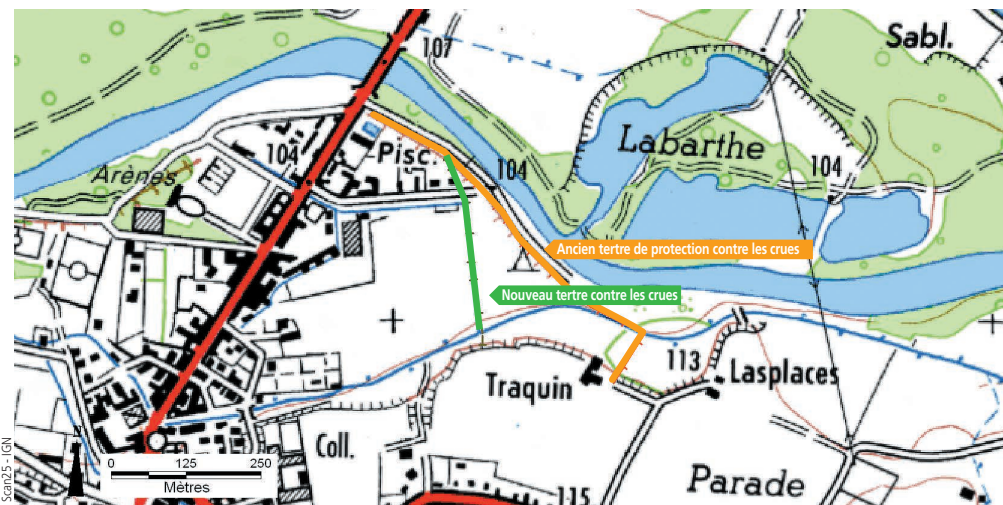 107
Sabl.
Labarthe
104
-Pisc.
104
104
Arènes
Ancien tertre de protection contre les crues
Nouveau tertre contre les crues
113
Lasplaces
Traquin
Coll.
Parade
115
0 125 250
Mètres
Scan25 - IGN